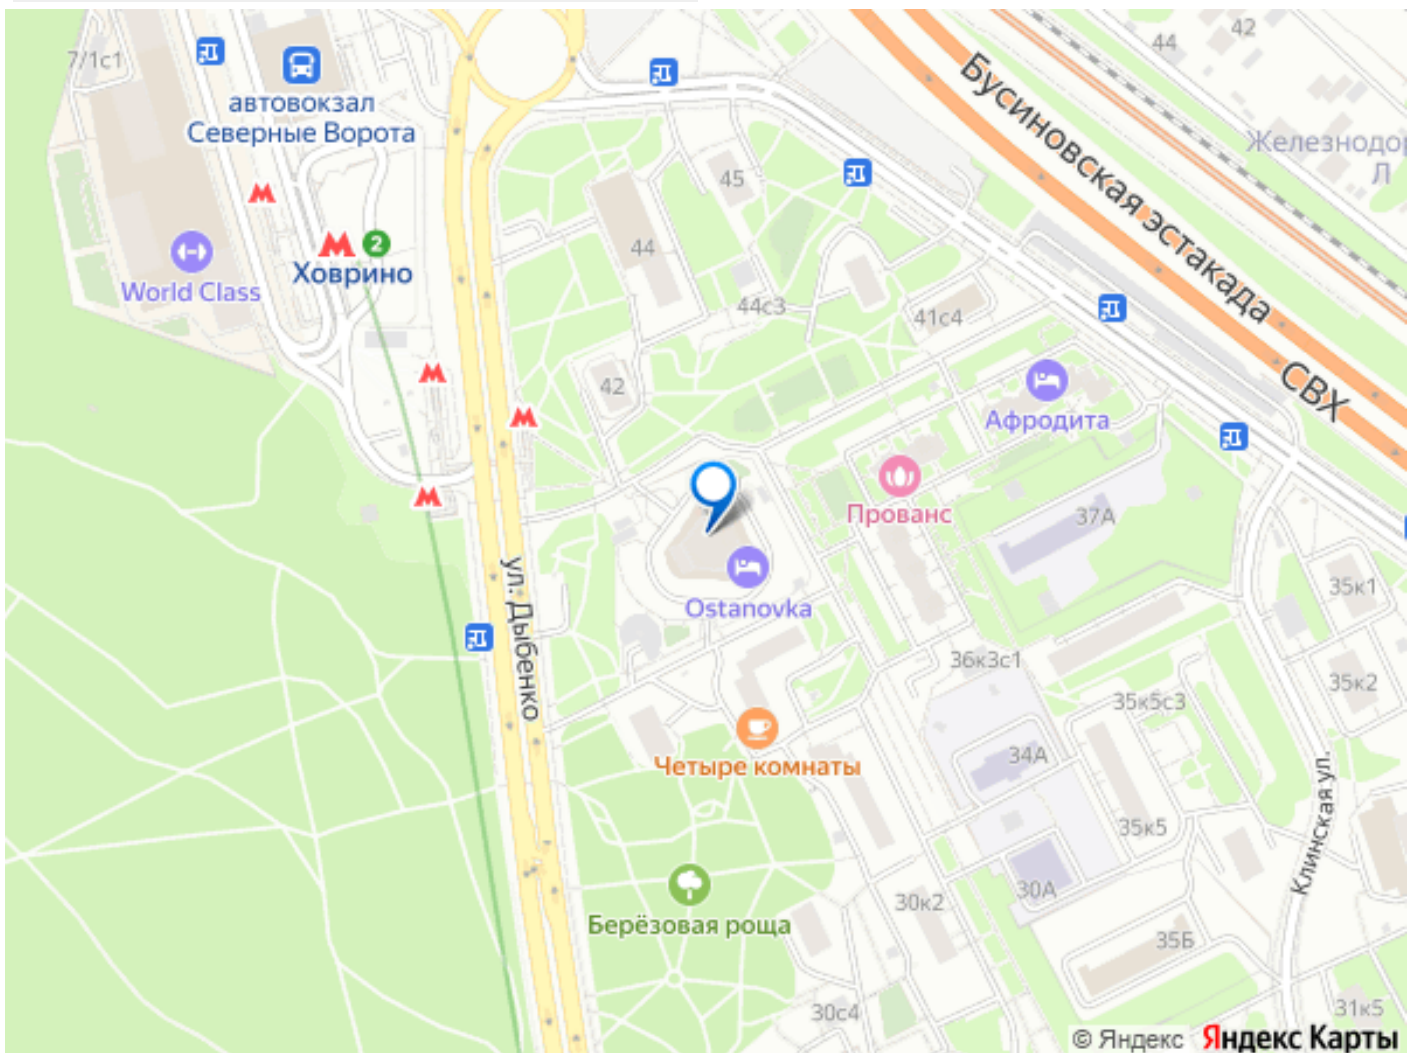 7/1с1
автовокзал
Северные Ворота
World Class
2
Ховрино
44
42
Бусиновская эстакада
Железнодор
Л
45
44
44с3
41с4
СВХ
42
Афродита
Прованс
37А
Ostanovka
ул. Дыбенко
35к1
36к3с1
35к2
35к5с3
Четыре комнаты
34А
35к5
Клинская ул.
30А
30к2
Берёзовая роща
35Б
30с4
31к5
© Яндекс Яндекс Карты